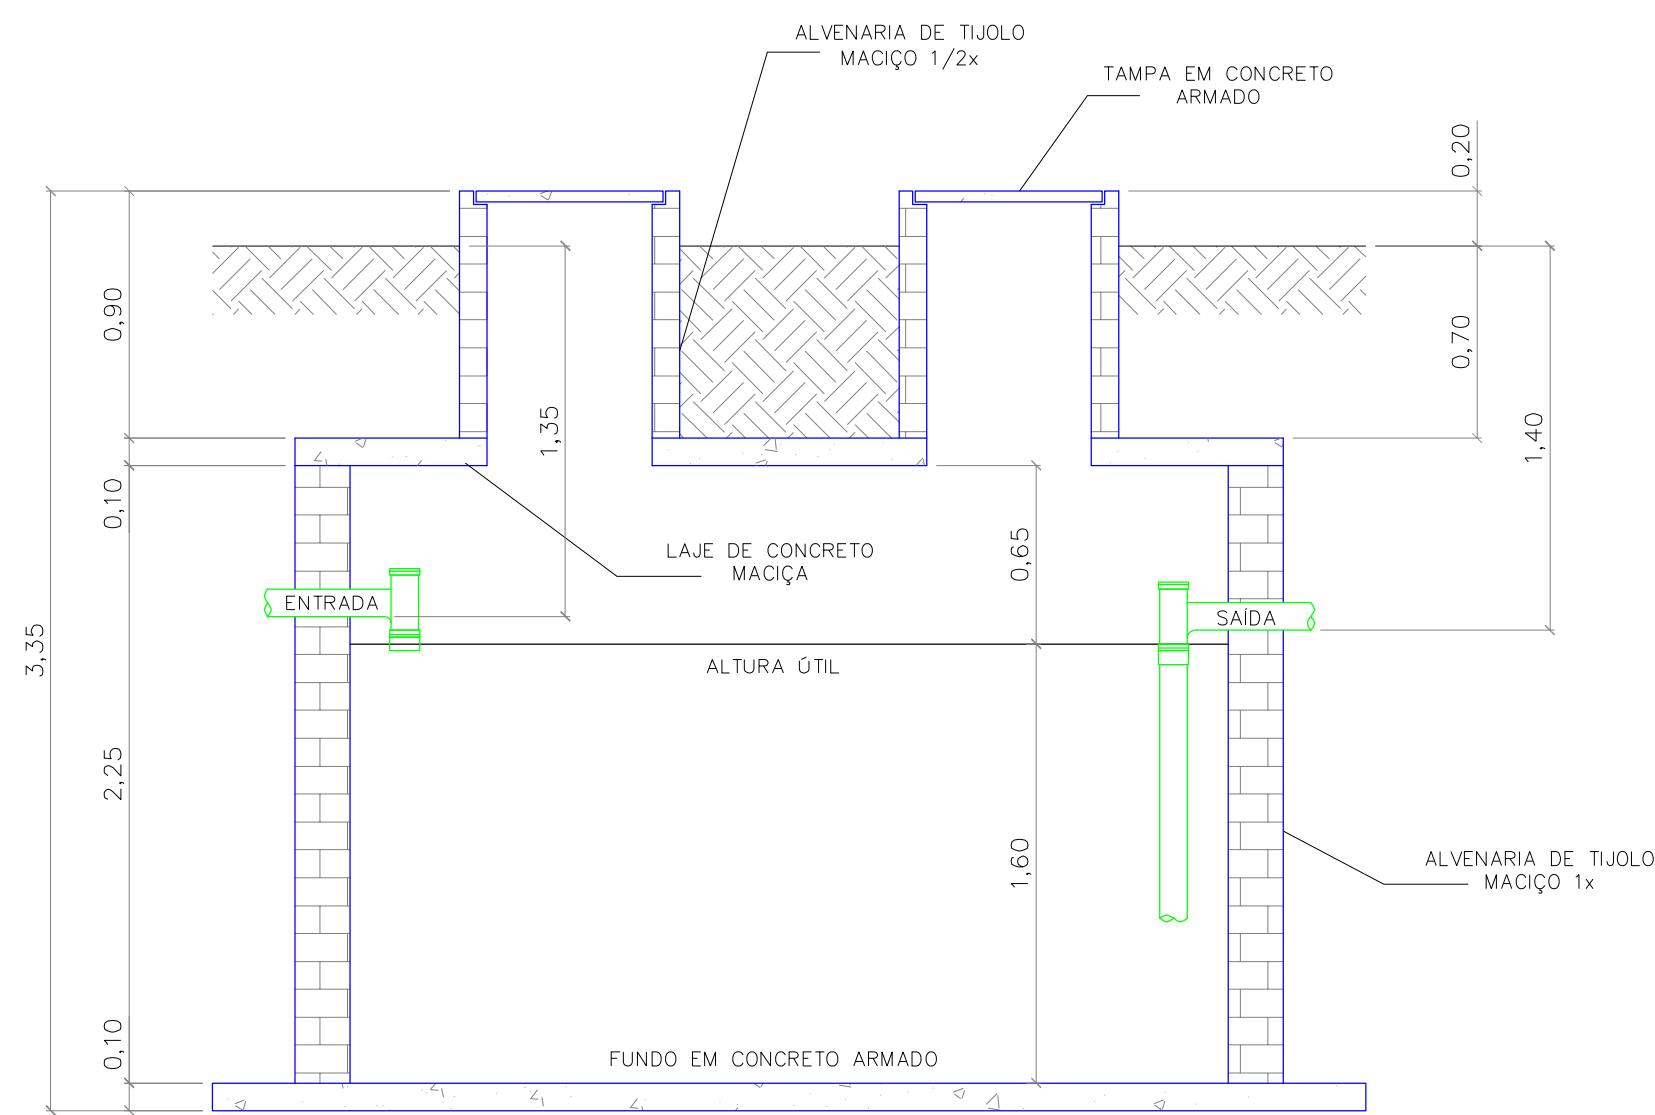 ALVENARIA DE TIJOLO
MACIÇO 1/2x
TAMPA EM CONCRETO
ARMADO
0,20
0,90
0,70
1,35
1,40
0,10
0,65
LAJE DE CONCRETO
MACIÇA
ENTRADA
SAÍDA
3,35
ALTURA ÚTIL
2,25
1,60
ALVENARIA DE TIJOLO
MACIÇO 1x
0,10
FUNDO EM CONCRETO ARMADO